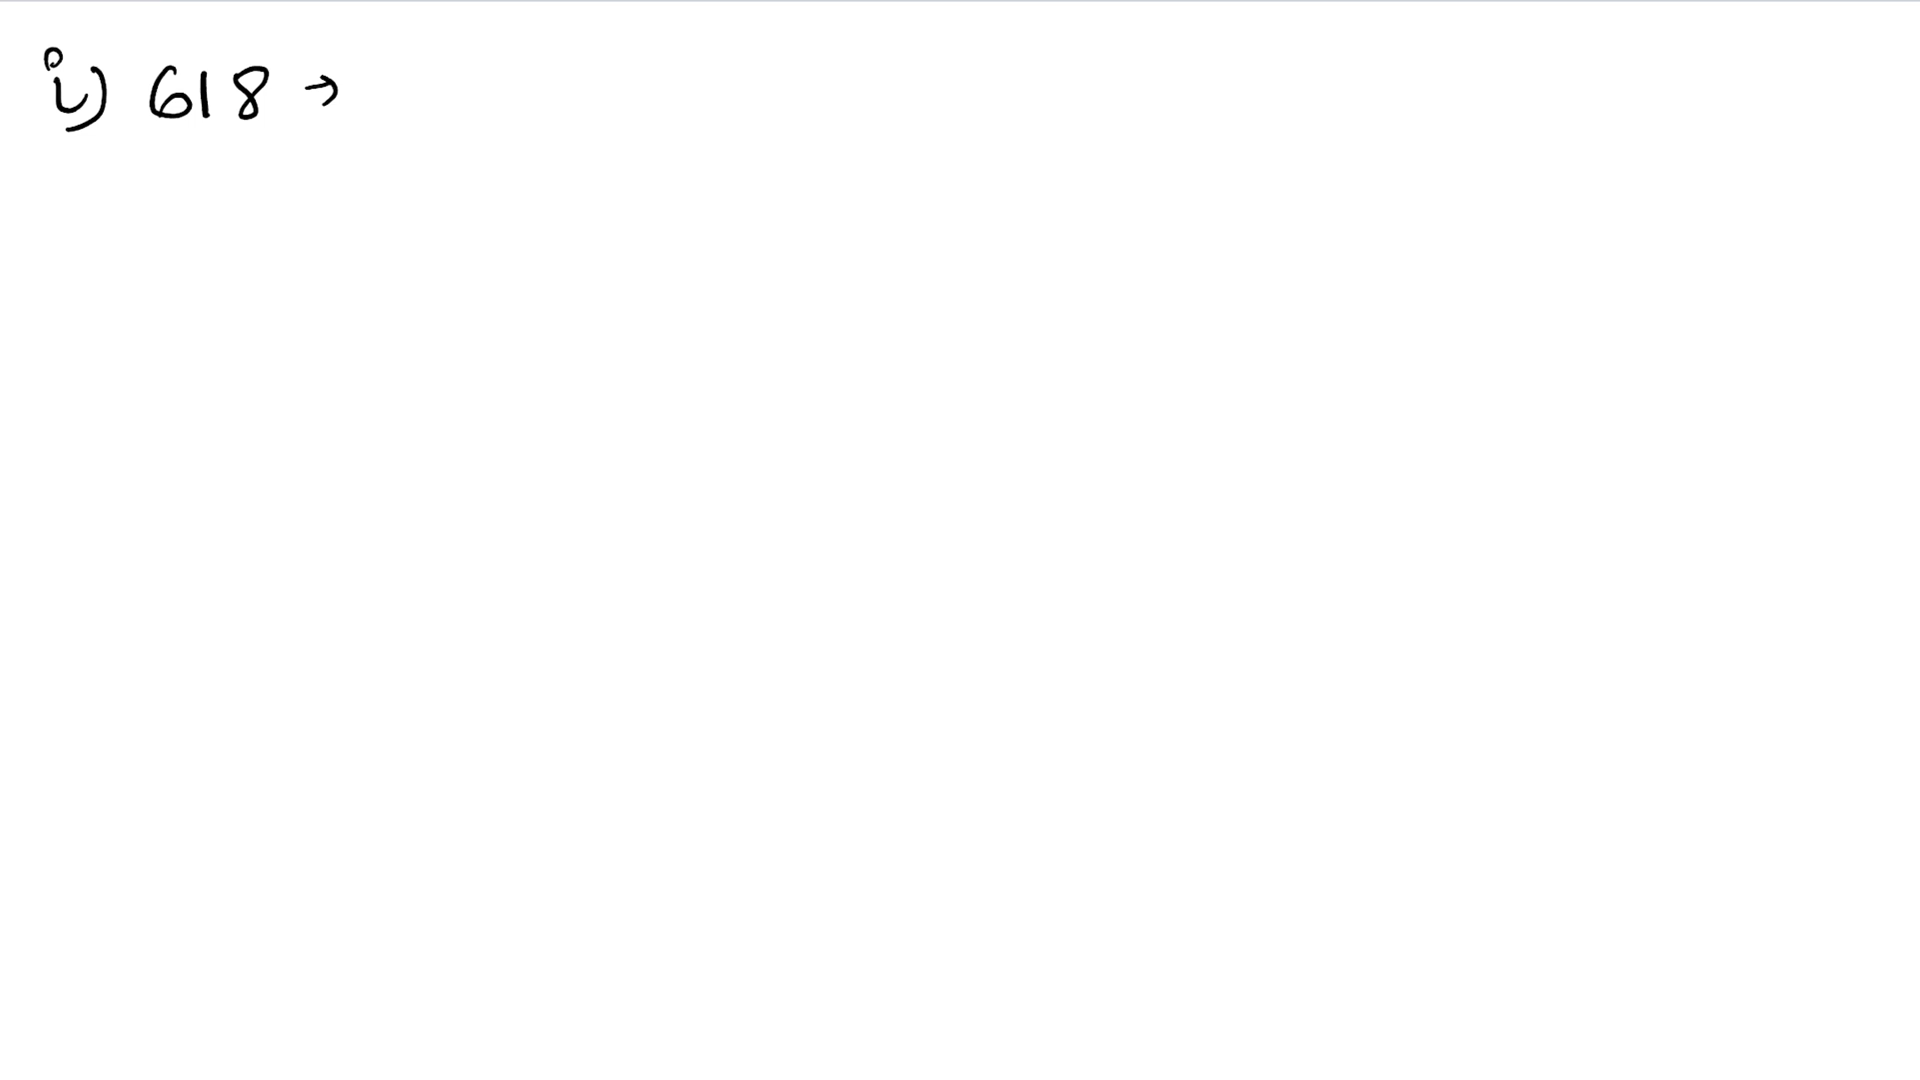 i) 618 →